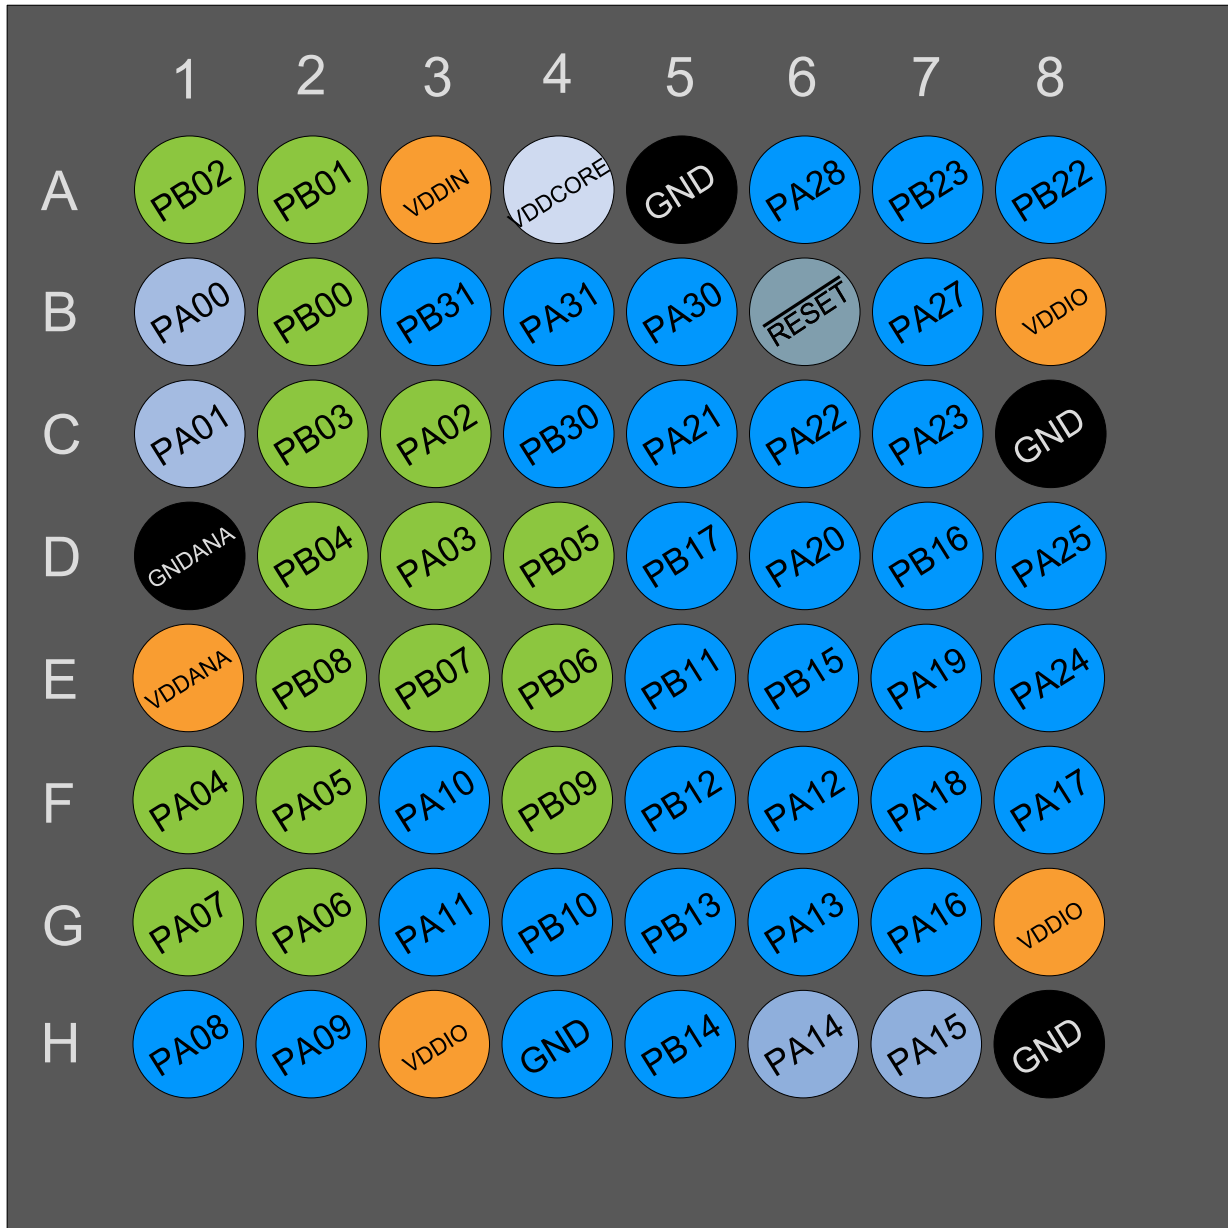 1 2 3 4 5 6 7 8
A PB02 PB01 VDDIN VDDCORE GND PA28 PB23 PB22
B PA00 PB00 PB31 PA31 PA30 RESET PA27 VDDIO
C PA01 PB03 PA02 PB30 PA21 PA22 PA23 GND
D GNDANA PB04 PA03 PB05 PB17 PA20 PB16 PA25
E VDDANA PB08 PB07 PB06 PB11 PB15 PA19 PA24
F PA04 PA05 PA10 PB09 PB12 PA12 PA18 PA17
G PA07 PA06 PA11 PB10 PB13 PA13 PA16 VDDIO
H PA08 PA09 VDDIO GND PB14 PA14 PA15 GND